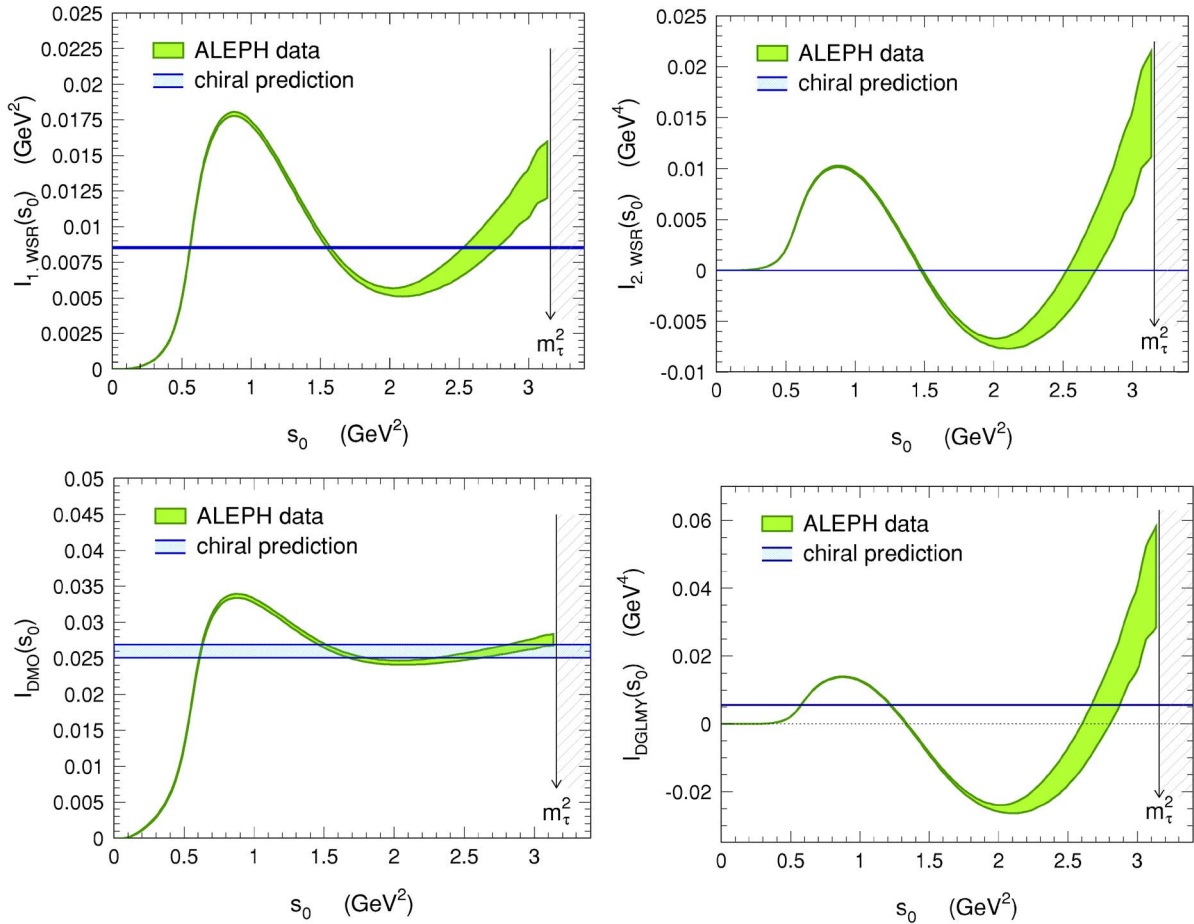 I1. WSR(s0) (GeV2)
0.025
0.0225
0.02
0.0175
0.015
0.0125
0.01
0.0075
0.005
0.0025
0
ALEPH data
chiral prediction
mτ2
0 0.5 1 1.5 2 2.5 3
s0 (GeV2)
I2. WSR(s0) (GeV4)
0.025
0.02
0.015
0.01
0.005
0
-0.005
-0.01
ALEPH data
chiral prediction
mτ2
0 0.5 1 1.5 2 2.5 3
s0 (GeV2)
IDMO(s0)
0.05
0.045
0.04
0.035
0.03
0.025
0.02
0.015
0.01
0.005
0
ALEPH data
chiral prediction
mτ2
0 0.5 1 1.5 2 2.5 3
s0 (GeV2)
IDGLMY(s0) (GeV4)
0.06
0.04
0.02
0
-0.02
ALEPH data
chiral prediction
mτ2
0 0.5 1 1.5 2 2.5 3
s0 (GeV2)